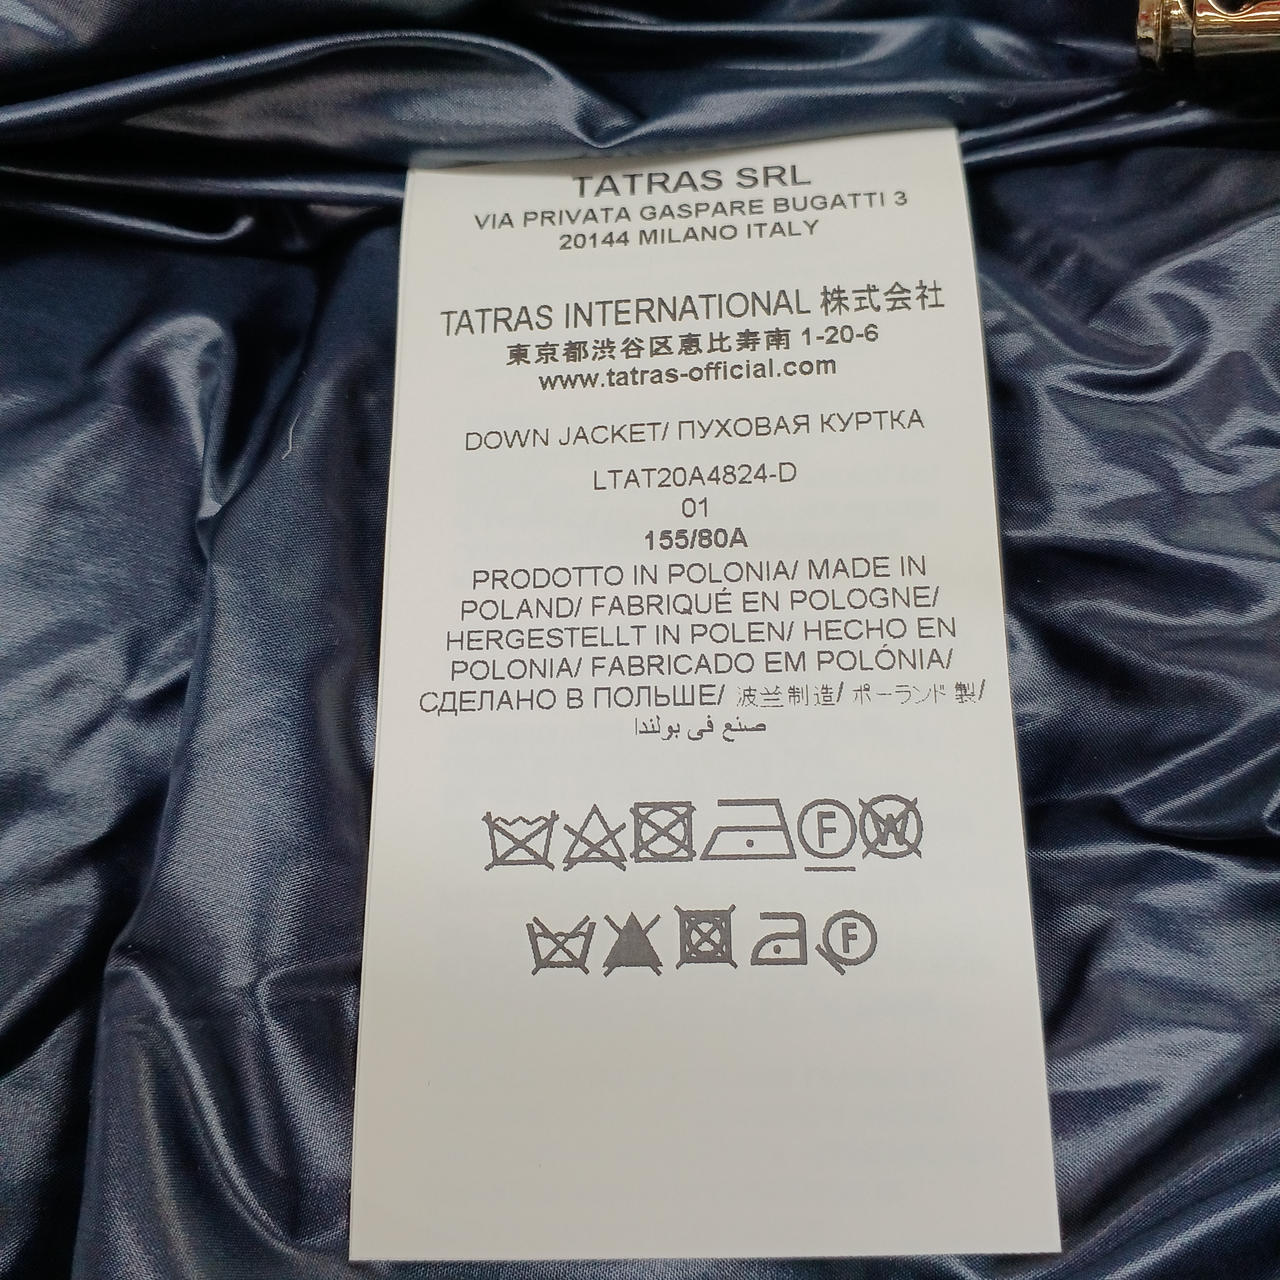 TATRAS SRL
VIA PRIVATA GASPARE BUGATTI 3
20144 MILANO ITALY
TATRAS INTERNATIONAL 株式会社
東京都渋谷区恵比寿南 1-20-6
www.tatras-official.com
DOWN JACKET/ ПУХОВАЯ КУРТКА
LTAT20A4824-D
01
155/80A
PRODOTTO IN POLONIA/ MADE IN
POLAND/ FABRIQUÉ EN POLOGNE/
HERGESTELLT IN POLEN/ HECHO EN
POLONIA/ FABRICADO EM POLÓNIA/
СДЕЛАНО В ПОЛЬШЕ/ 波兰制造/ ポーランド製/
صنع في بولندا
F W
F